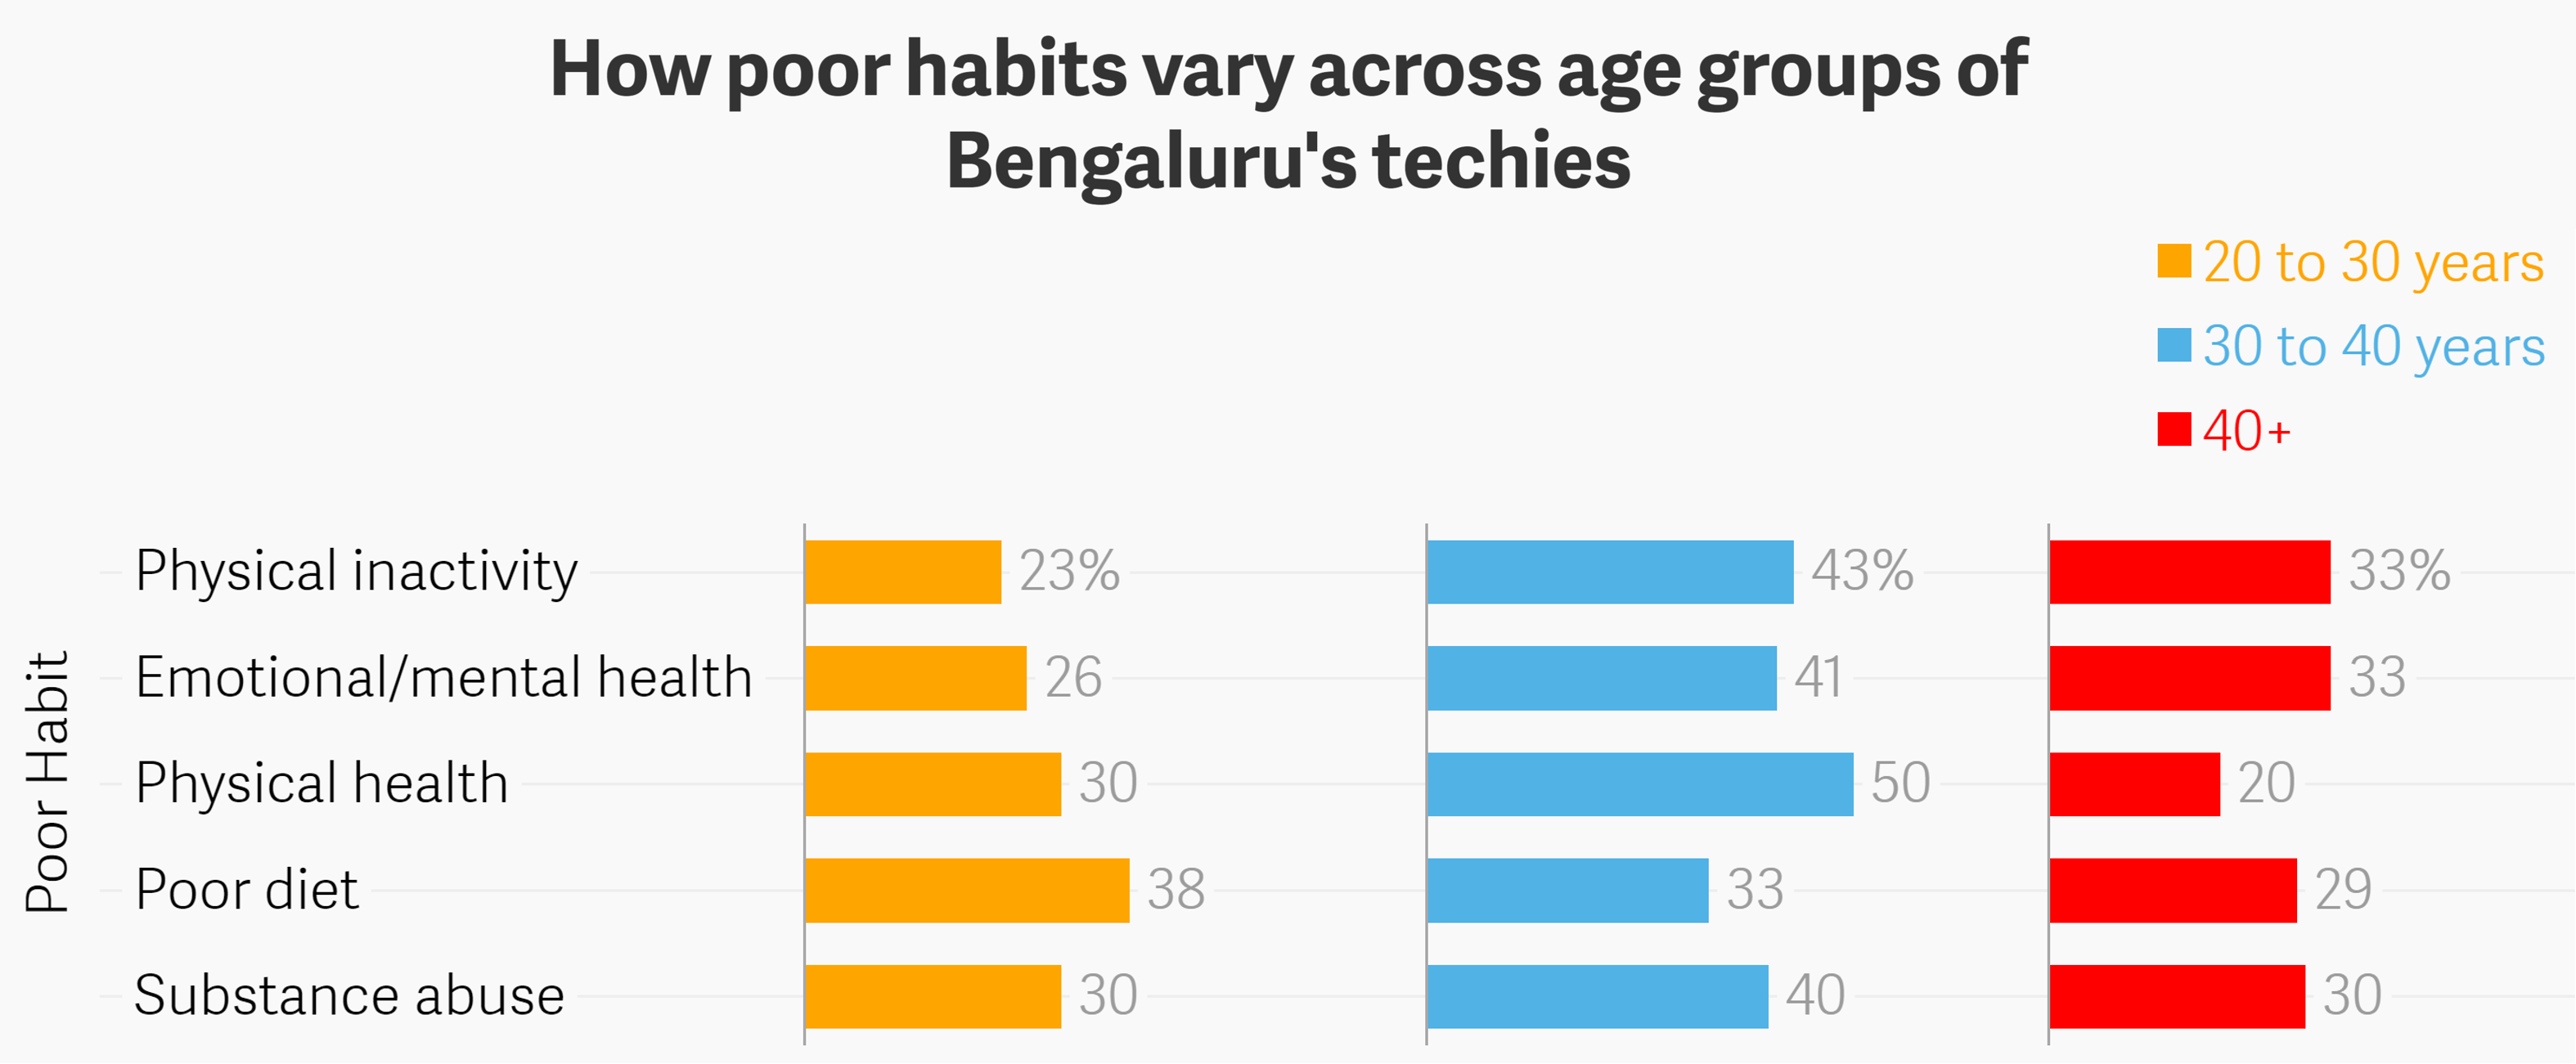 How poor habits vary across age groups of
Bengaluru's techies
20 to 30 years
30 to 40 years
40+
Poor Habit
Physical inactivity 23% 43% 33%
Emotional/mental health 26 41 33
Physical health 30 50 20
Poor diet 38 33 29
Substance abuse 30 40 30